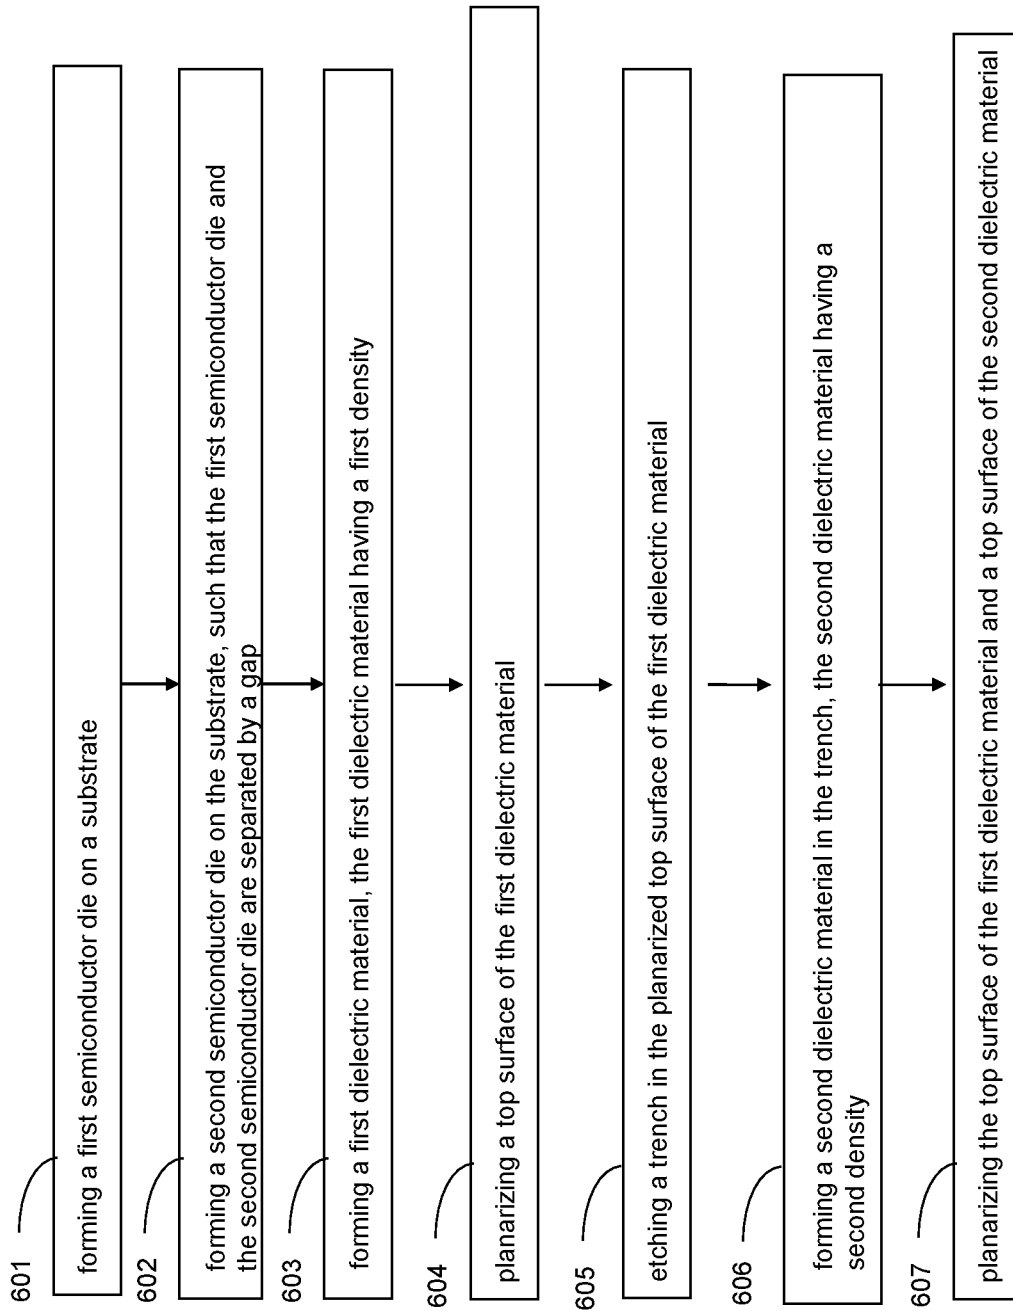 601
forming a first semiconductor die on a substrate
602
forming a second semiconductor die on the substrate, such that the first semiconductor die and
the second semiconductor die are separated by a gap
603
forming a first dielectric material, the first dielectric material having a first density
604
planarizing a top surface of the first dielectric material
605
etching a trench in the planarized top surface of the first dielectric material
606
forming a second dielectric material in the trench, the second dielectric material having a
second density
607
planarizing the top surface of the first dielectric material and a top surface of the second dielectric material